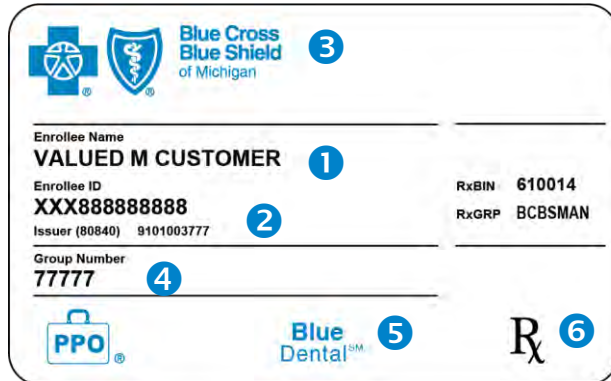 Blue Cross
Blue Shield
of Michigan
3
® ®
Enrollee Name
VALUED M CUSTOMER
1
Enrollee ID
XXX888888888
2
Issuer (80840) 9101003777
RxBIN 610014
RxGRP BCBSMAN
Group Number
77777
4
PPO ®
Blue
Dental℠
5
Rx
6